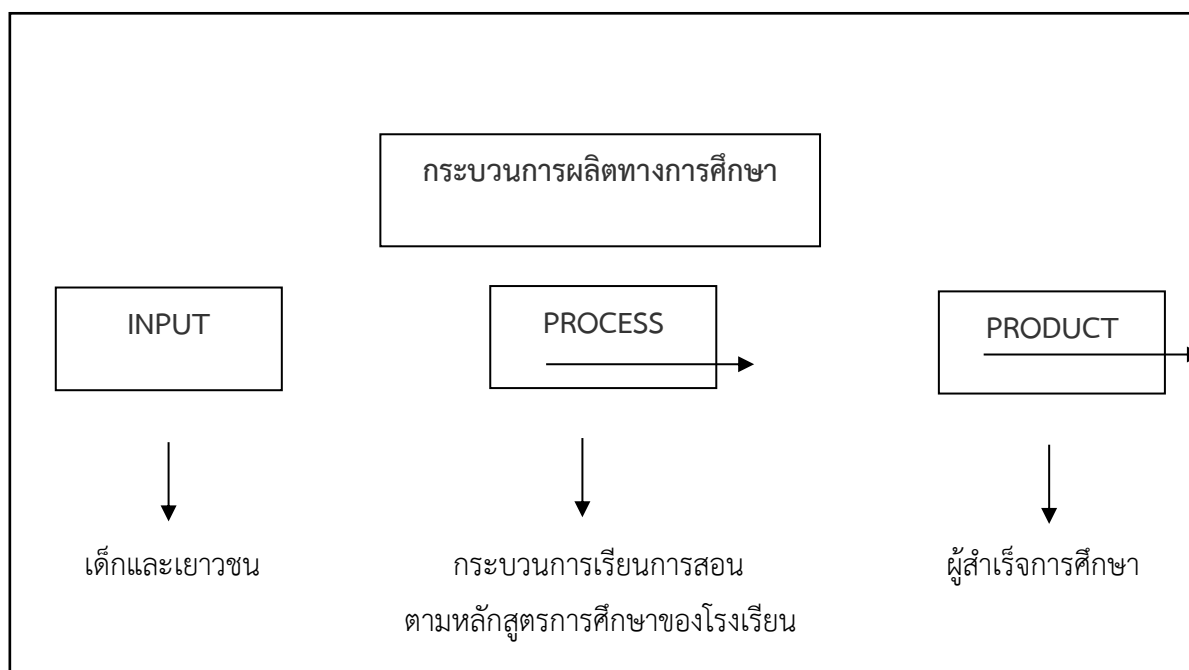 กระบวนการผลิตทางการศึกษา
INPUT
PROCESS
PRODUCT
เด็กและเยาวชน
กระบวนการเรียนการสอน
ตามหลักสูตรการศึกษาของโรงเรียน
ผู้สำเร็จการศึกษา